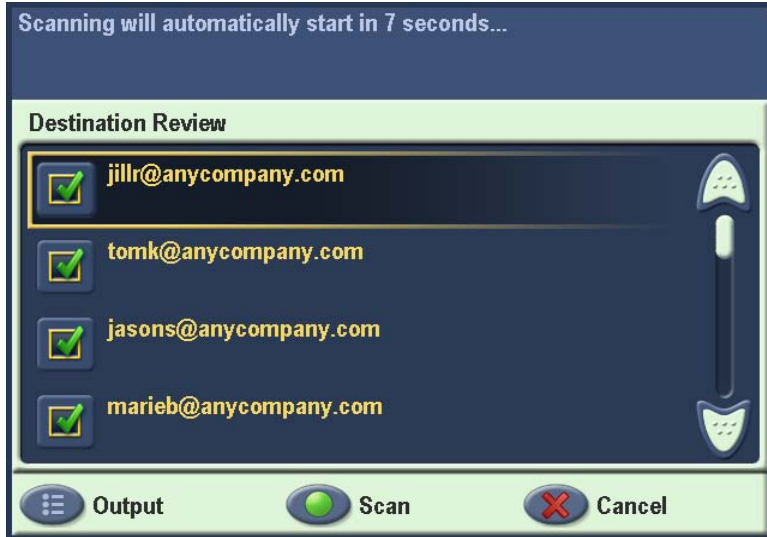 Scanning will automatically start in 7 seconds...
Destination Review
jillr@anycompany.com
tomk@anycompany.com
jasons@anycompany.com
marieb@anycompany.com
Output Scan Cancel